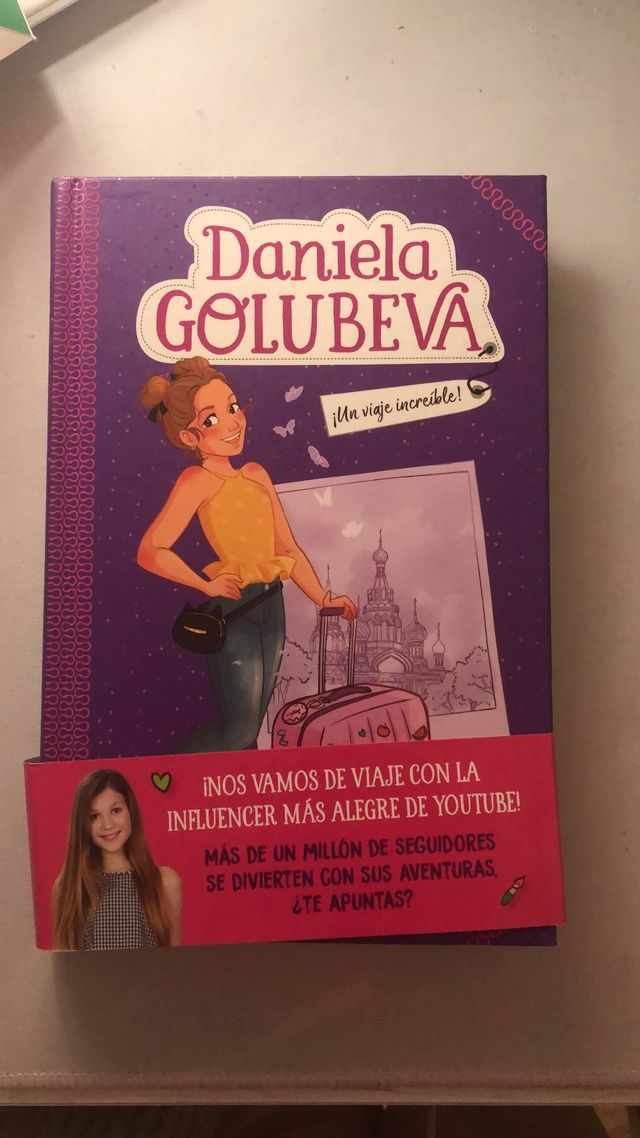 Daniela
GOLUBEVA
¡Un viaje increíble!
¡NOS VAMOS DE VIAJE CON LA
INFLUENCER MÁS ALEGRE DE YOUTUBE!
MÁS DE UN MILLÓN DE SEGUIDORES
SE DIVIERTEN CON SUS AVENTURAS,
¿TE APUNTAS?